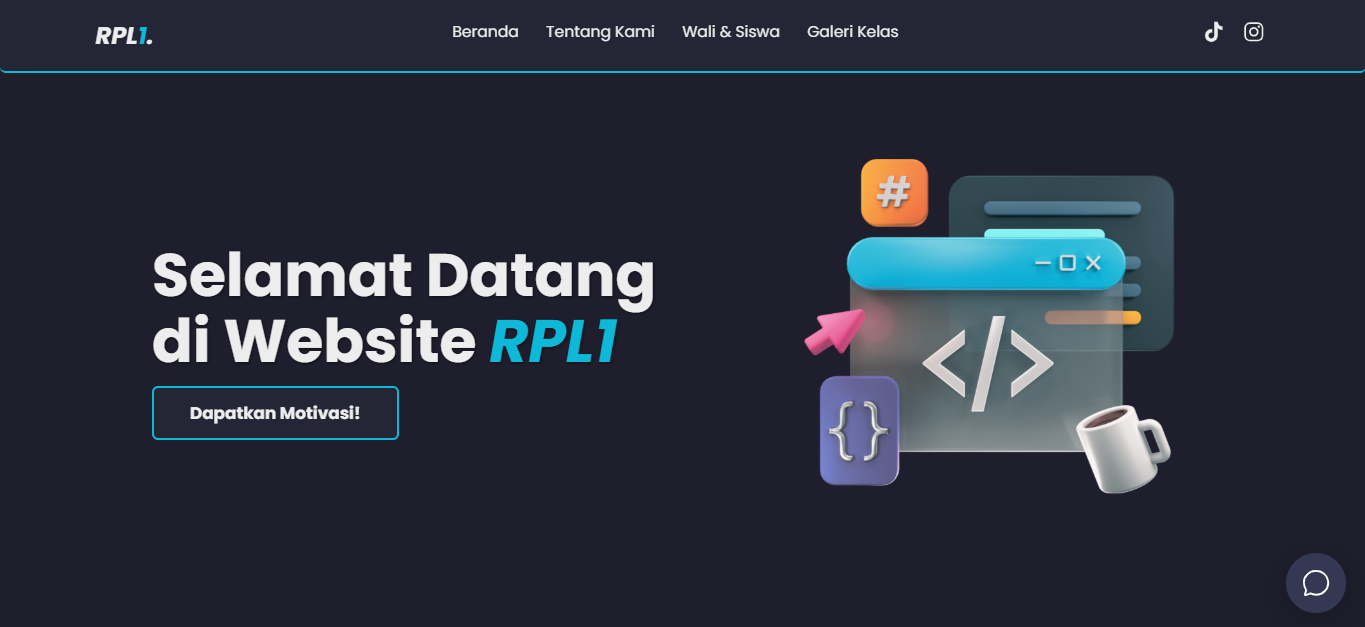 RPL1.
Beranda
Tentang Kami
Wali & Siswa
Galeri Kelas
Selamat Datang
di Website RPL1
Dapatkan Motivasi!
#
</>
{ }